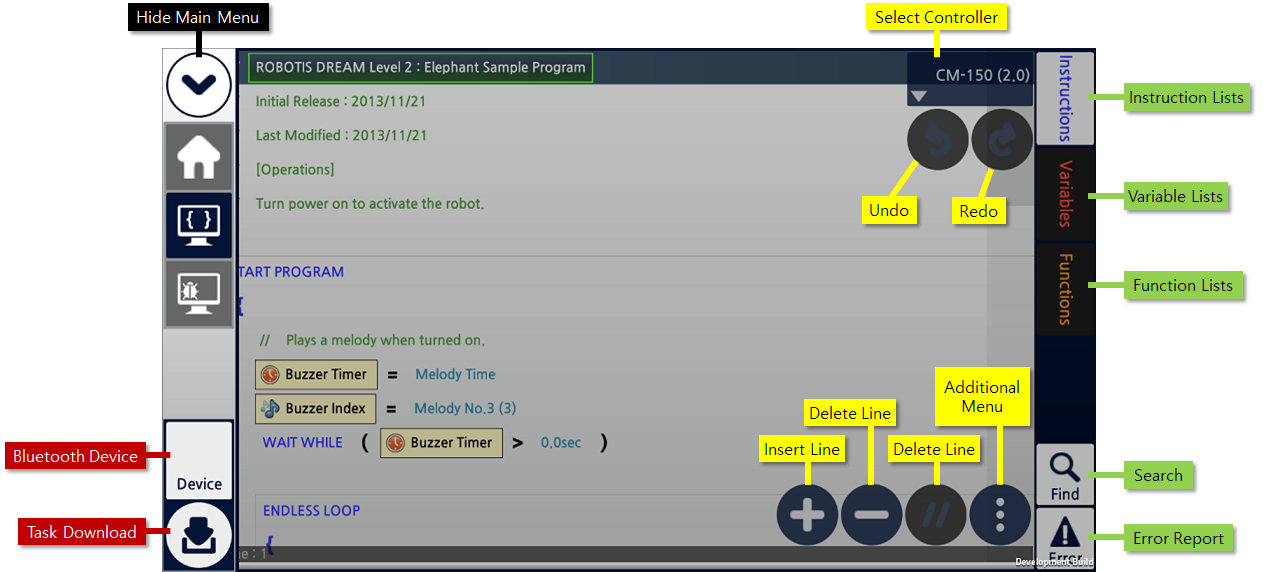 Hide Main Menu
Select Controller
ROBOTIS DREAM Level 2 : Elephant Sample Program
CM-150 (2.0)
Instructions
Instruction Lists
Initial Release : 2013/11/21
Last Modified : 2013/11/21
[Operations]
Turn power on to activate the robot.
Undo
Redo
Variables
Variable Lists
{ }
START PROGRAM
{
Functions
Function Lists
// Plays a melody when turned on.
Buzzer Timer = Melody Time
Buzzer Index = Melody No.3 (3)
WAIT WHILE ( Buzzer Timer > 0.0sec )
Additional
Menu
Delete Line
Insert Line
Delete Line
Bluetooth Device
Device
Find
Search
ENDLESS LOOP
{
//
Task Download
Error
Error Report
ne : 1
Development Build